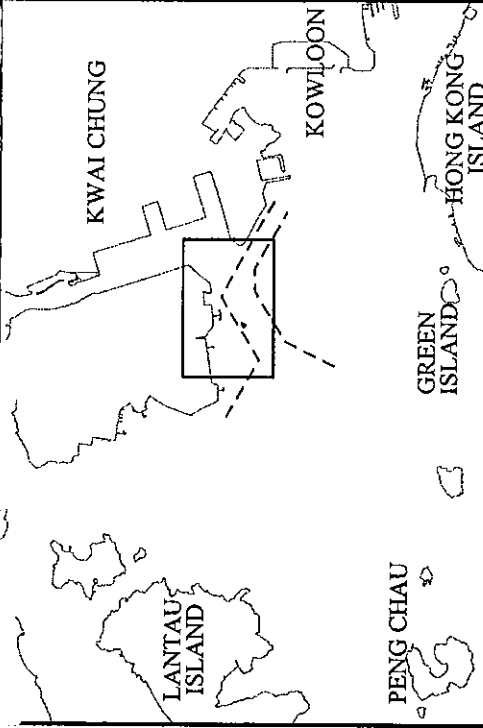 KWAI CHUNG
KOWLOON
HONG KONG
ISLAND
GREEN
ISLAND
LANTAU
ISLAND
PENG CHAU